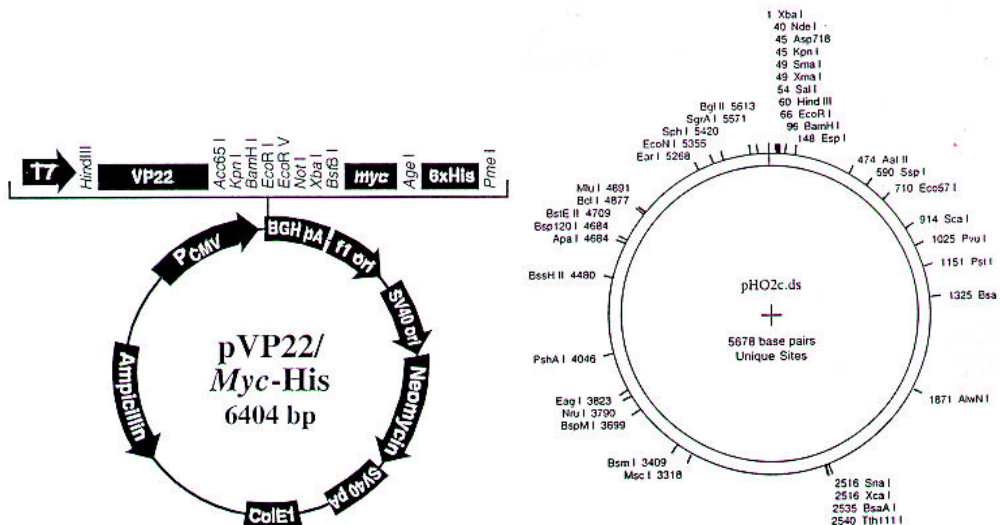 T7
HindIII
VP22
Acc65 I
Kpn I
BamH I
EcoR I
EcoR V
Not I
Xba I
BstB I
myc
Age I
6xHis
Pme I
P CMV
BGH pA
f1 ori
SV40 ori
Neomycin
SV40 pA
ColE1
Ampicillin
pVP22/
Myc-His
6404 bp
1 Xba I
40 Nde I
45 Asp718
45 Kpn I
49 Sma I
49 Xma I
54 Sal I
60 Hind III
66 EcoR I
96 BamH I
148 Esp I
474 Aat II
590 Ssp I
710 Eco57 I
914 Sca I
1025 Pvu I
1151 Pst I
1325 Bsa
1871 AlwN I
2516 Sna I
2516 Xca I
2535 BsaA I
2540 Tth111 I
Bgl II 5613
SgrA I 5571
Sph I 5420
EcoN I 5355
Ear I 5268
Mlu I 4891
Bcl I 4877
BstE II 4709
Bsp120 I 4684
Apa I 4684
BssH II 4480
PshA I 4046
Eag I 3823
Nru I 3790
BspM I 3699
Bsm I 3409
Msc I 3318
pHO2c.ds
5678 base pairs
Unique Sites